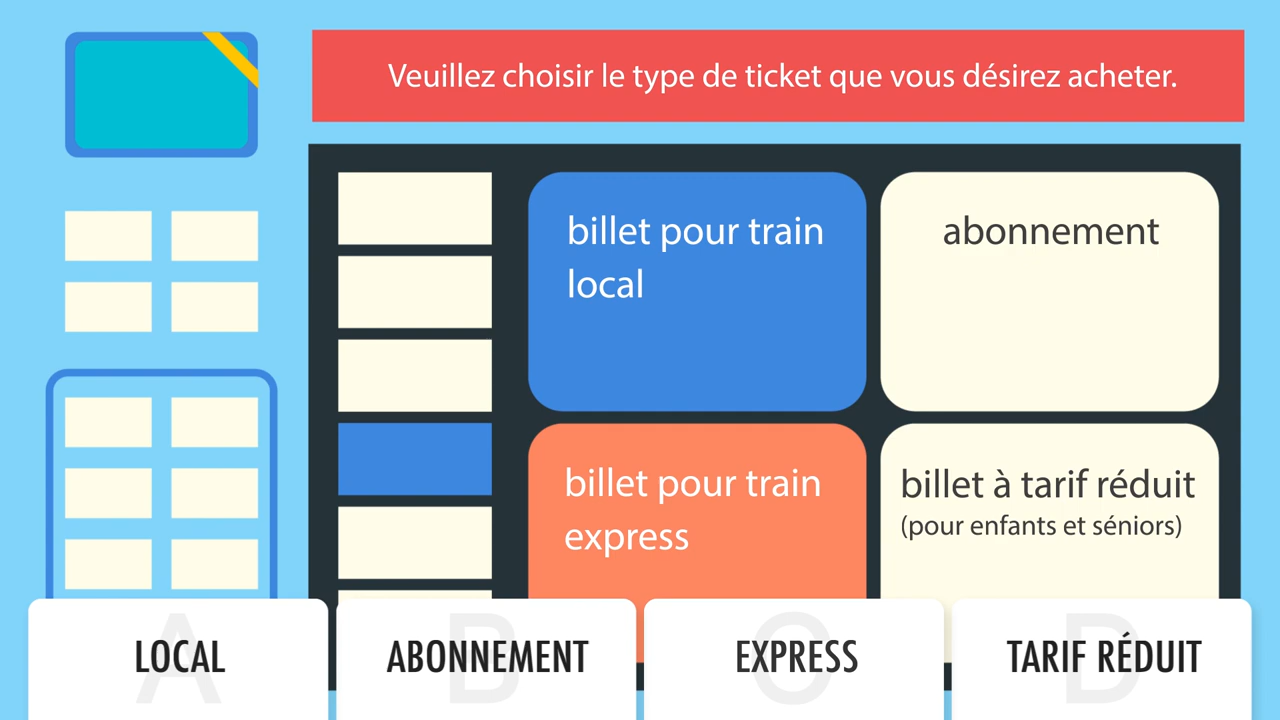 Veuillez choisir le type de ticket que vous désirez acheter.
billet pour train
local
abonnement
billet pour train
express
billet à tarif réduit
(pour enfants et séniors)
A
LOCAL
B
ABONNEMENT
C
EXPRESS
D
TARIF RÉDUIT